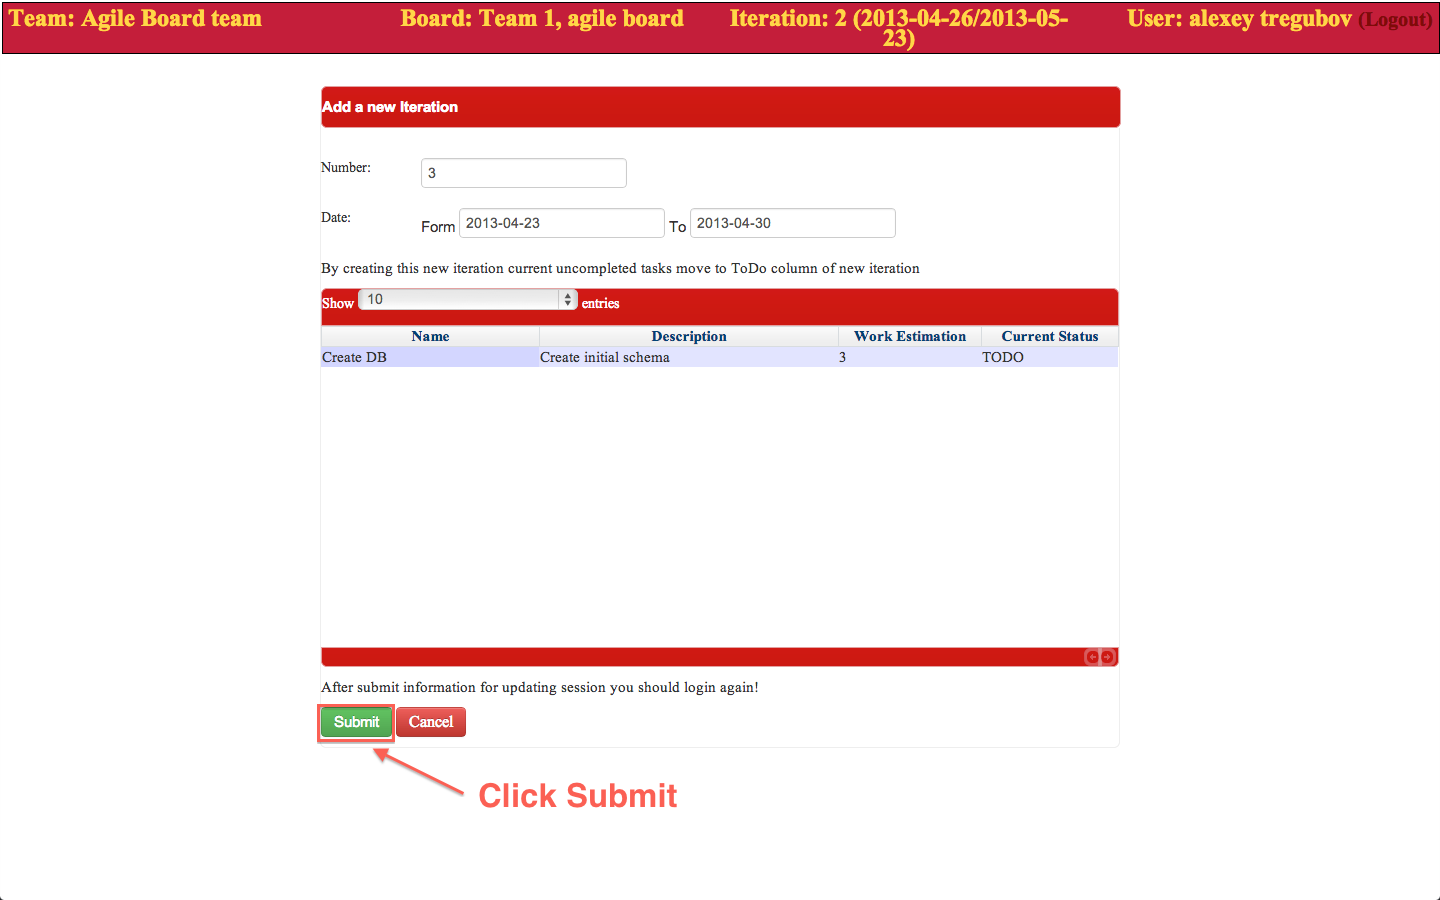 Team: Agile Board team
Board: Team 1, agile board
Iteration: 2 (2013-04-26/2013-05-
23)
User: alexey tregubov (Logout)
Add a new Iteration
Number: 3
Date: Form 2013-04-23 To 2013-04-30
By creating this new iteration current uncompleted tasks move to ToDo column of new iteration
Show 10 entries
Name Description Work Estimation Current Status
Create DB Create initial schema 3 TODO
After submit information for updating session you should login again!
Submit Cancel
Click Submit